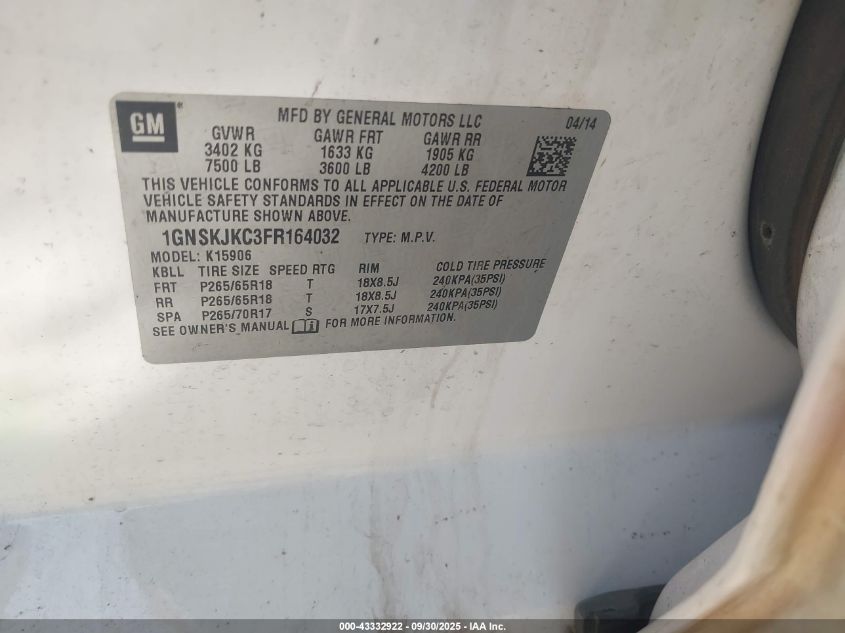 GM
MFD BY GENERAL MOTORS LLC 04/14
GVWR GAWR FRT GAWR RR
3402 KG 1633 KG 1905 KG
7500 LB 3600 LB 4200 LB
THIS VEHICLE CONFORMS TO ALL APPLICABLE U.S. FEDERAL MOTOR
VEHICLE SAFETY STANDARDS IN EFFECT ON THE DATE OF
MANUFACTURE SHOWN ABOVE.
1GNSKJKC3FR164032 TYPE: M.P.V.
MODEL: K15906
KBLL TIRE SIZE SPEED RTG RIM COLD TIRE PRESSURE
FRT P265/65R18 T 18X8.5J 240KPA(35PSI)
RR P265/65R18 T 18X8.5J 240KPA(35PSI)
SPA P265/70R17 S 17X7.5J 240KPA(35PSI)
SEE OWNER'S MANUAL FOR MORE INFORMATION.
000-43332922 - 09/30/2025 - IAA Inc.